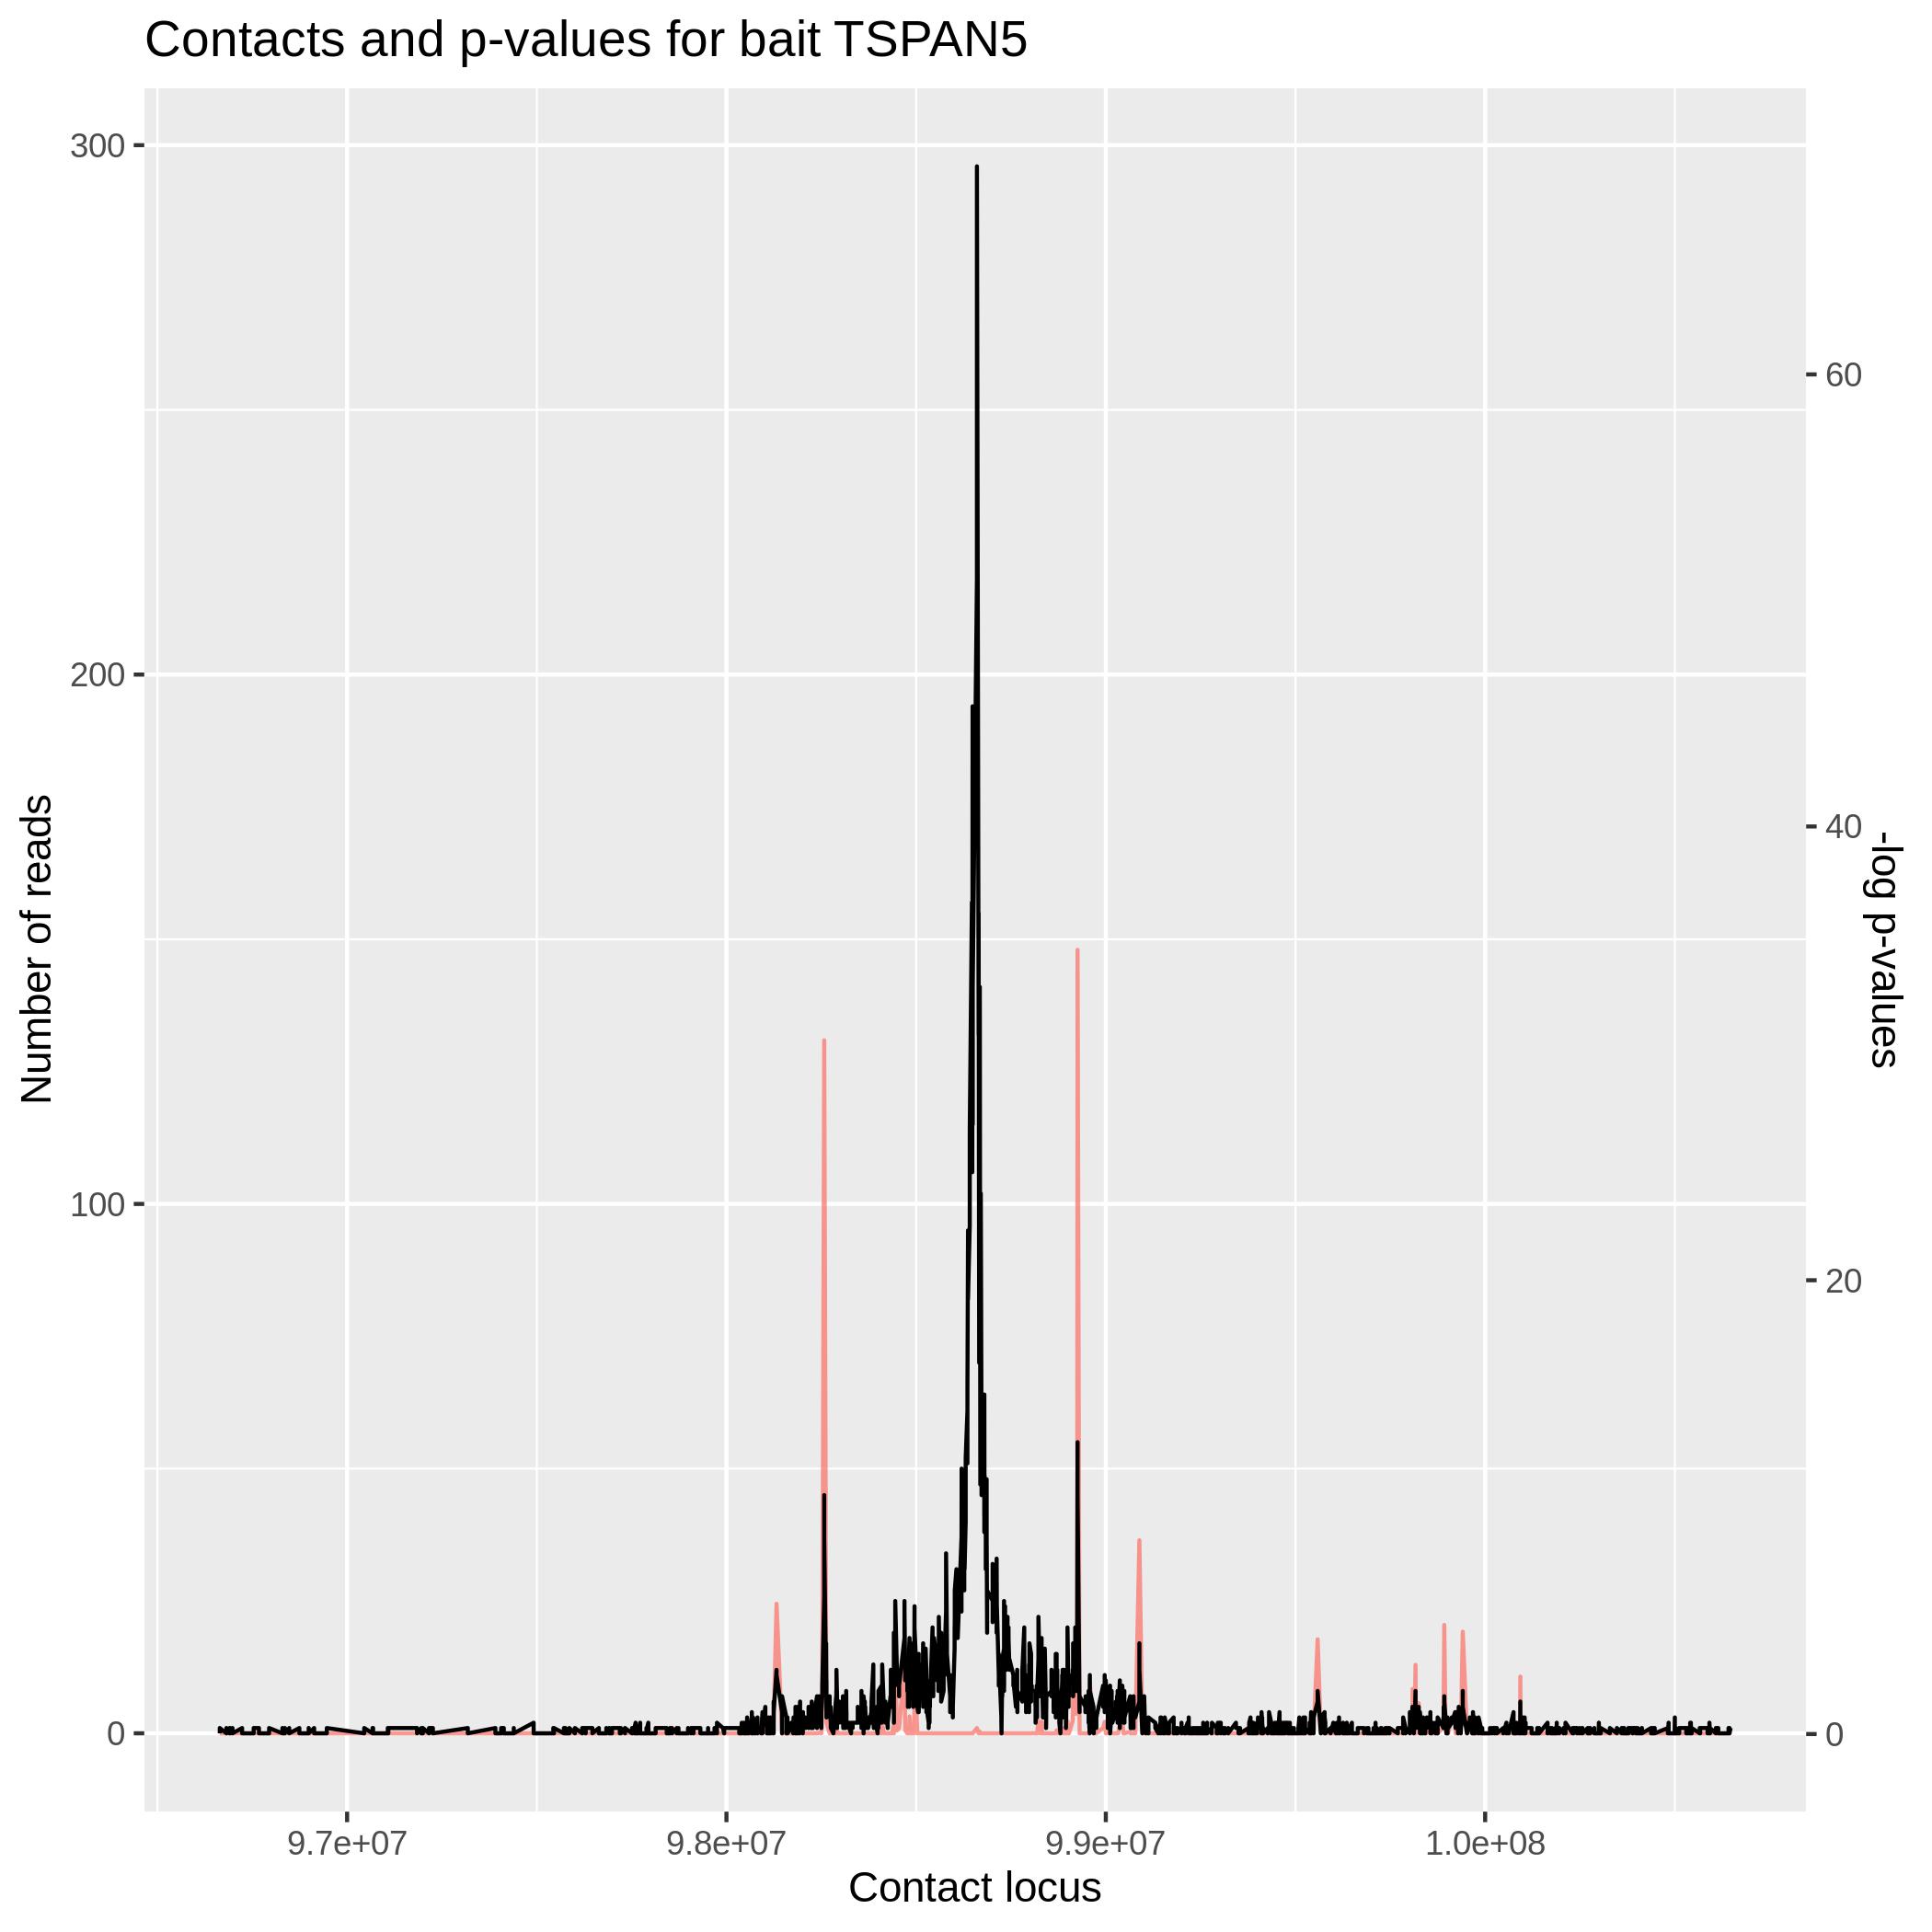 Contacts and p-values for bait TSPAN5
300
200
100
0
Number of reads
60
40
20
0
-log p-values
9.7e+07
9.8e+07
9.9e+07
1.0e+08
Contact locus